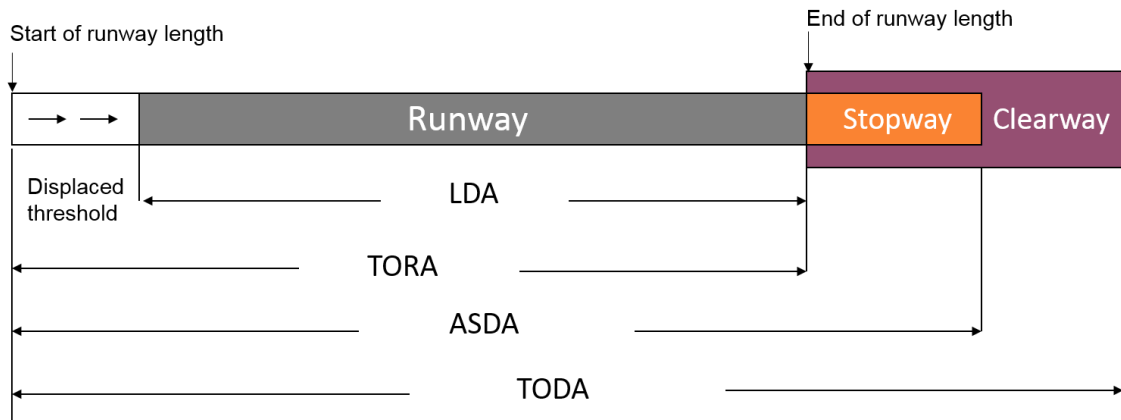 Start of runway length
End of runway length
Runway
Stopway
Clearway
Displaced
threshold
LDA
TORA
ASDA
TODA